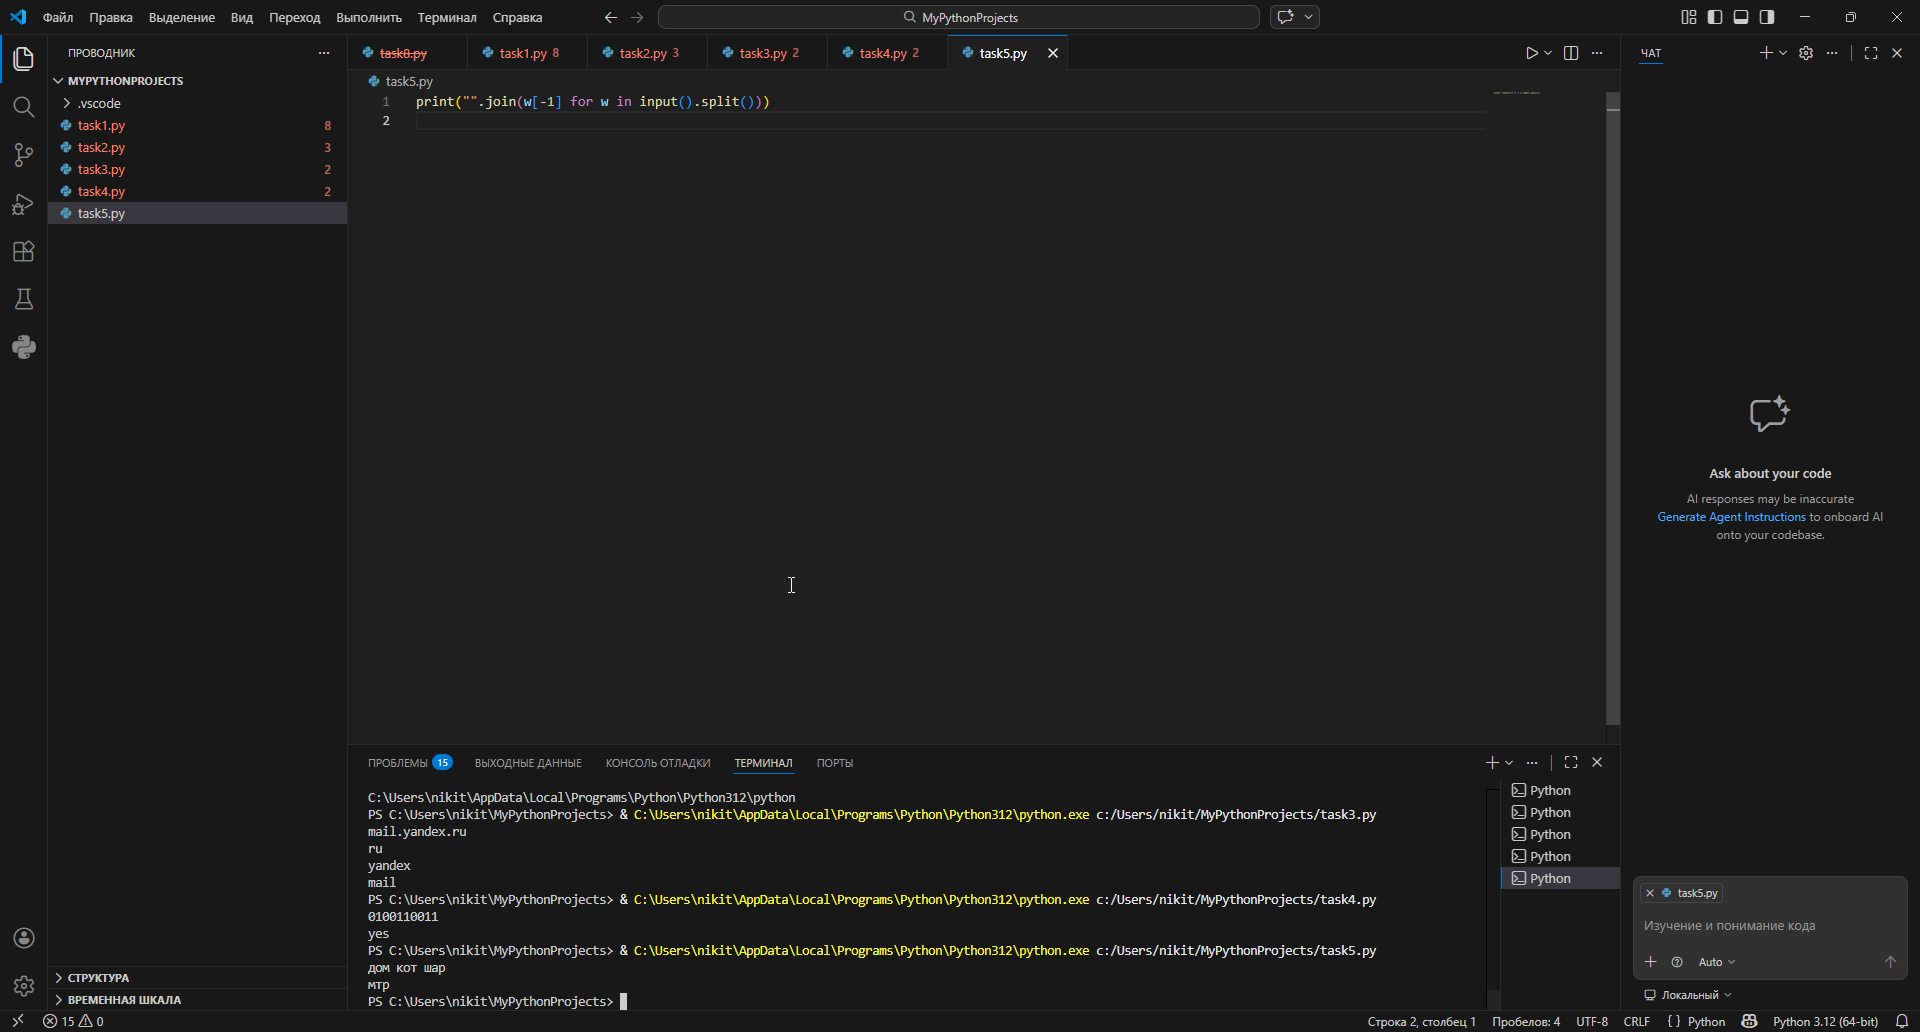 Файл Правка Выделение Вид Переход Выполнить Терминал Справка MyPythonProjects
ПРОВОДНИК
MYPYTHONPROJECTS
.vscode
task1.py 8
task2.py 3
task3.py 2
task4.py 2
task5.py
СТРУКТУРА
ВРЕМЕННАЯ ШКАЛА
task8.py task1.py 8 task2.py 3 task3.py 2 task4.py 2 task5.py
task5.py
1 print("".join(w[-1] for w in input().split()))
2
ПРОБЛЕМЫ 15 ВЫХОДНЫЕ ДАННЫЕ КОНСОЛЬ ОТЛАДКИ ТЕРМИНАЛ ПОРТЫ
C:\Users\nikit\AppData\Local\Programs\Python\Python312\python
PS C:\Users\nikit\MyPythonProjects> & C:\Users\nikit\AppData\Local\Programs\Python\Python312\python.exe c:/Users/nikit/MyPythonProjects/task3.py
mail.yandex.ru
ru
yandex
mail
PS C:\Users\nikit\MyPythonProjects> & C:\Users\nikit\AppData\Local\Programs\Python\Python312\python.exe c:/Users/nikit/MyPythonProjects/task4.py
0100110011
yes
PS C:\Users\nikit\MyPythonProjects> & C:\Users\nikit\AppData\Local\Programs\Python\Python312\python.exe c:/Users/nikit/MyPythonProjects/task5.py
дом кот шар
мтр
PS C:\Users\nikit\MyPythonProjects>
Python
Python
Python
Python
Python
ЧАТ
Ask about your code
AI responses may be inaccurate
Generate Agent Instructions to onboard AI
onto your codebase.
task5.py
Изучение и понимание кода
Auto
Локальный
15 0 Строка 2, столбец 1 Пробелов: 4 UTF-8 CRLF { } Python Python 3.12 (64-bit)